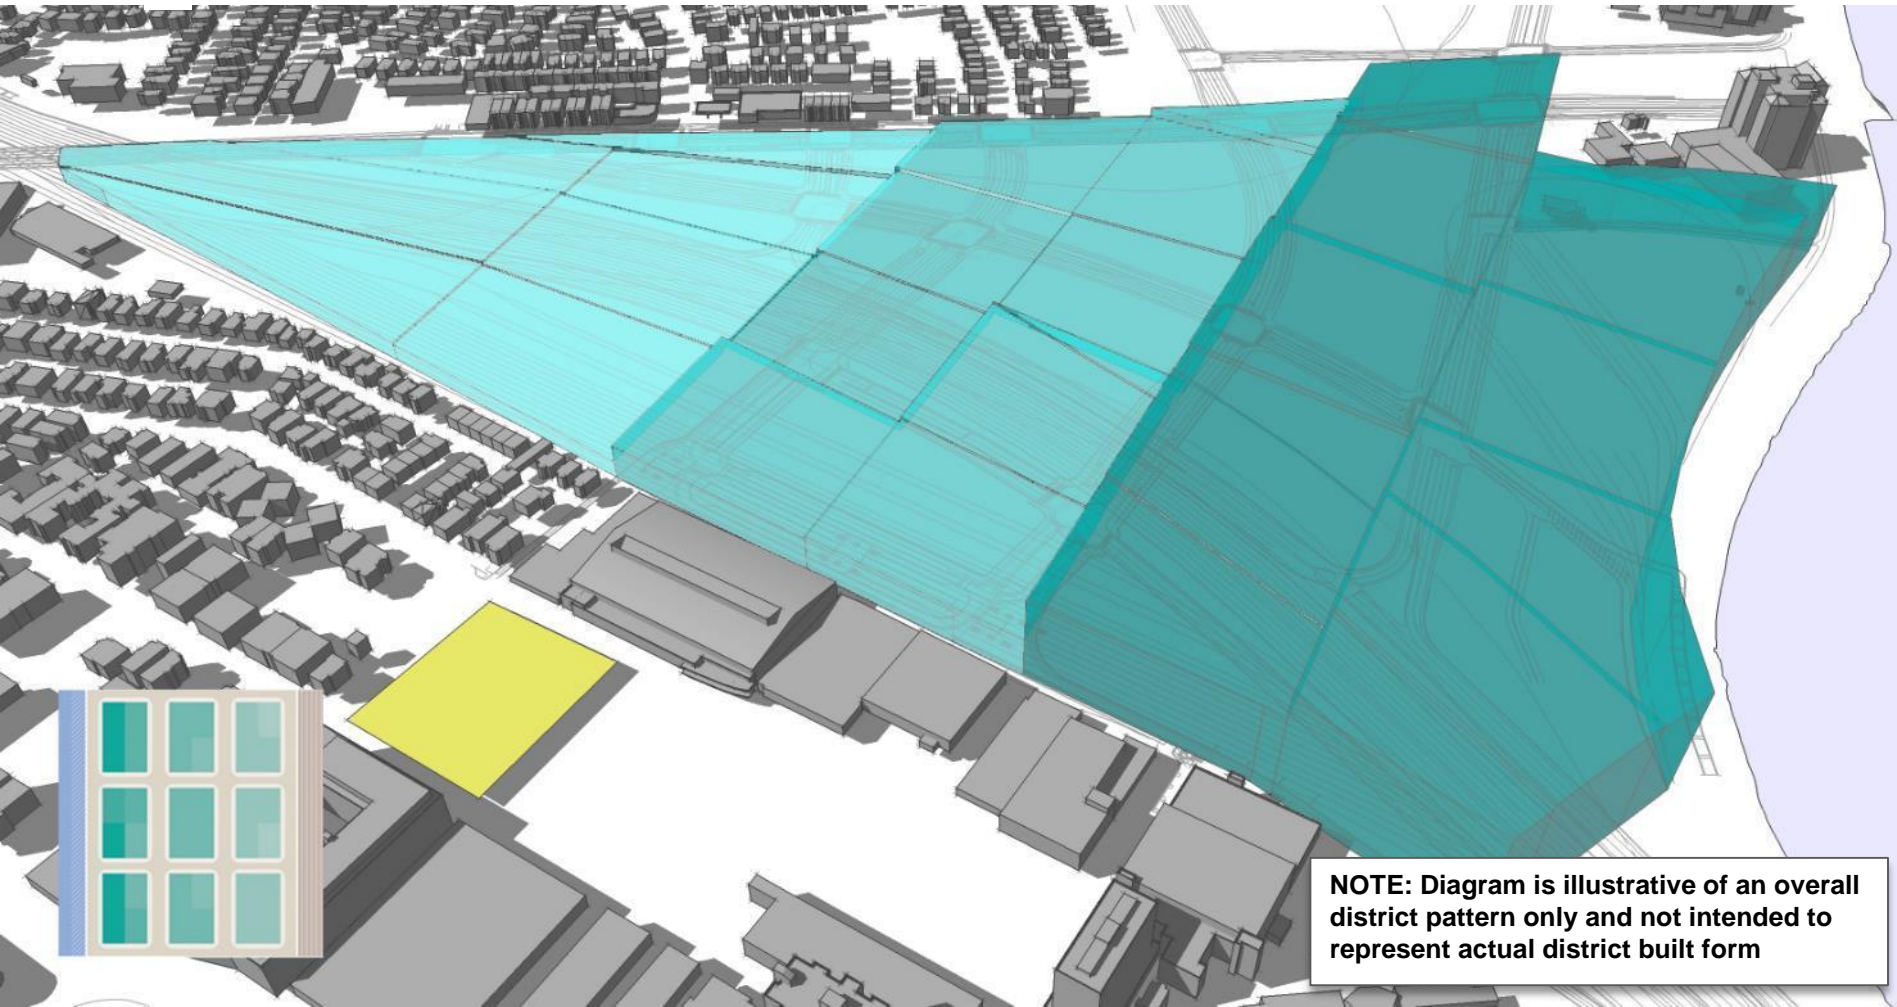 NOTE: Diagram is illustrative of an overall
district pattern only and not intended to
represent actual district built form